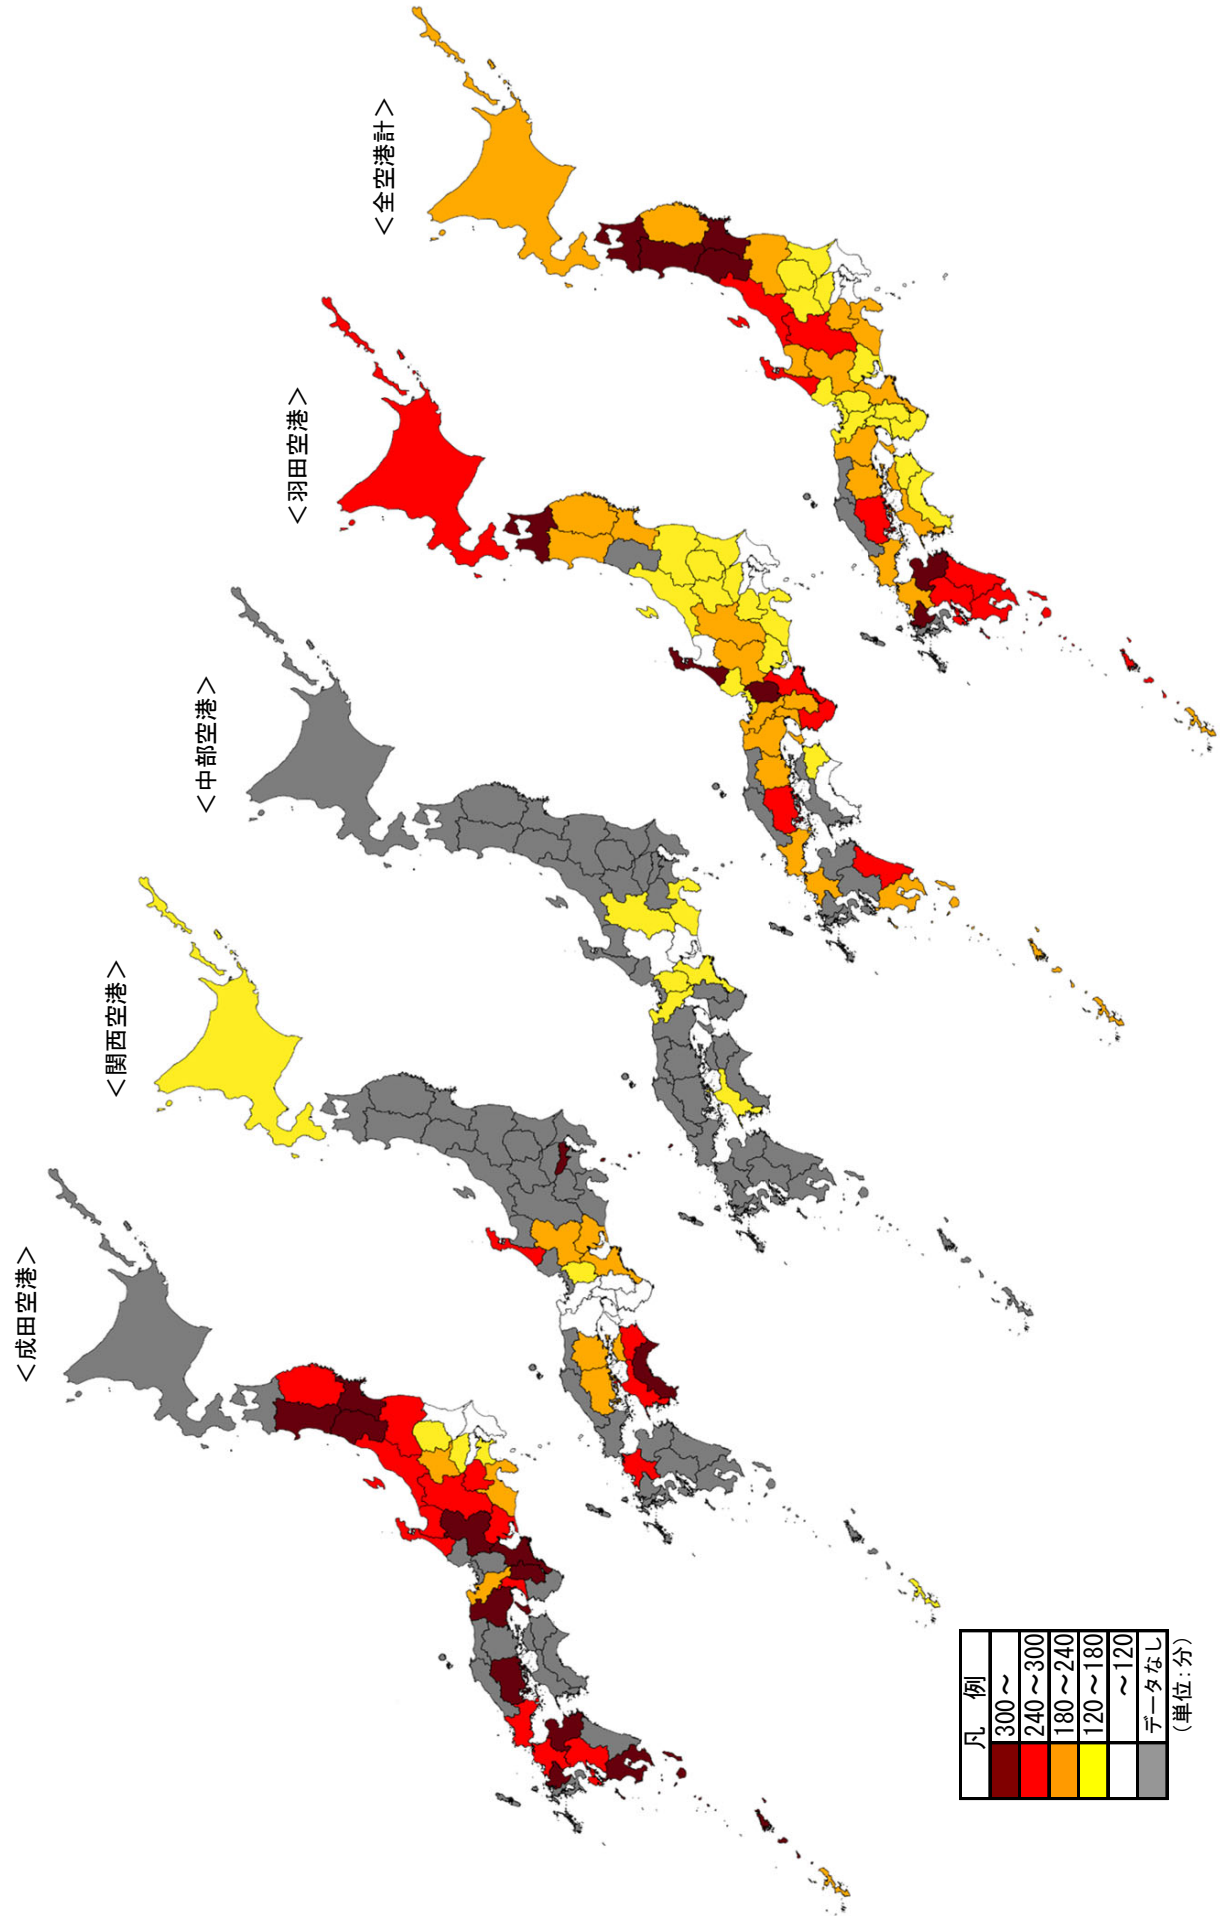 <成田空港>
<関西空港>
<中部空港>
<羽田空港>
<全空港計>
凡 例
300~
240~300
180~240
120~180
~120
データなし
(単位:分)